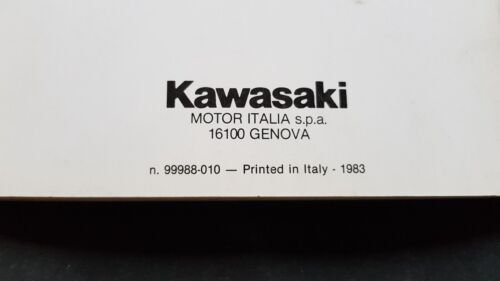 Kawasaki
MOTOR ITALIA s.p.a.
16100 GENOVA
n. 99988-010 — Printed in Italy - 1983